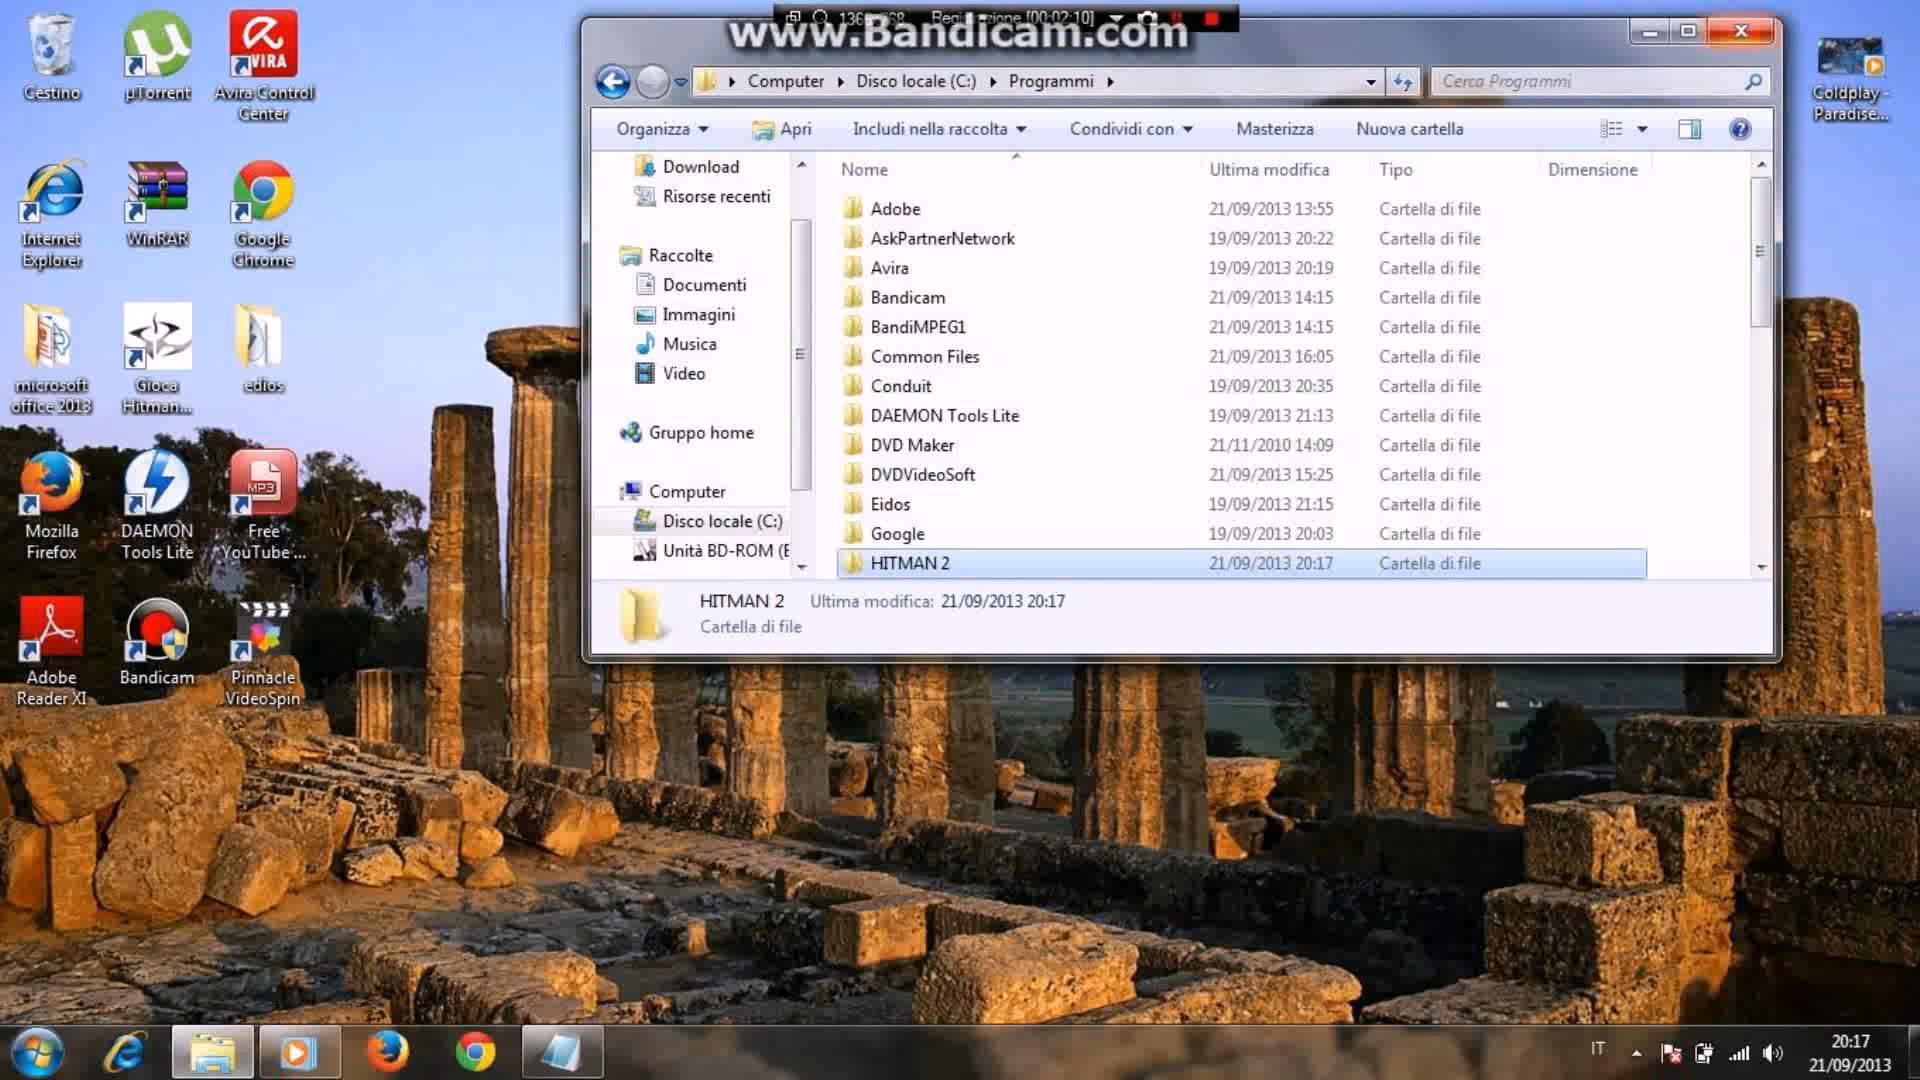 1366x768 Registrazione [00:02:10]
www.Bandicam.com
Computer Disco locale (C:) Programmi
Cerca Programmi
Organizza Apri Includi nella raccolta Condividi con Masterizza Nuova cartella
Download
Risorse recenti
Raccolte
Documenti
Immagini
Musica
Video
Gruppo home
Computer
Disco locale (C:)
Unità BD-ROM (E
Nome Ultima modifica Tipo Dimensione
Adobe 21/09/2013 13:55 Cartella di file
AskPartnerNetwork 19/09/2013 20:22 Cartella di file
Avira 19/09/2013 20:19 Cartella di file
Bandicam 21/09/2013 14:15 Cartella di file
BandiMPEG1 21/09/2013 14:15 Cartella di file
Common Files 21/09/2013 16:05 Cartella di file
Conduit 19/09/2013 20:35 Cartella di file
DAEMON Tools Lite 19/09/2013 21:13 Cartella di file
DVD Maker 21/11/2010 14:09 Cartella di file
DVDVideoSoft 21/09/2013 15:25 Cartella di file
Eidos 19/09/2013 21:15 Cartella di file
Google 19/09/2013 20:03 Cartella di file
HITMAN 2 21/09/2013 20:17 Cartella di file
HITMAN 2 Ultima modifica: 21/09/2013 20:17
Cartella di file
Cestino
µTorrent
AVIRA
Avira Control
Center
Internet
Explorer
WinRAR
Google
Chrome
microsoft
office 2013
Gioca
Hitman...
edios
Mozilla
Firefox
DAEMON
Tools Lite
MP3
Free
YouTube ...
Adobe
Reader XI
Bandicam
Pinnacle
VideoSpin
Coldplay -
Paradise...
IT
20:17
21/09/2013